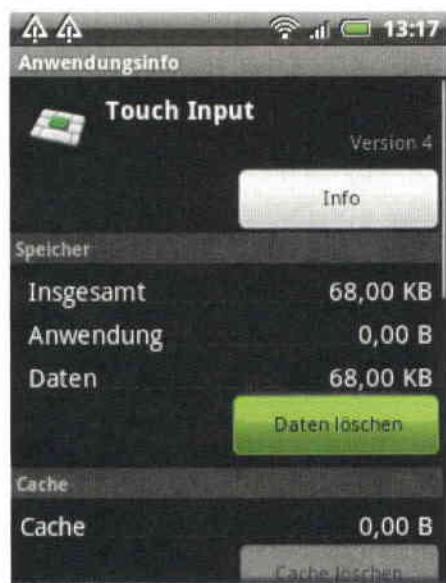 13:17
Anwendungsinfo
Touch Input
Version 4
Info
Speicher
Insgesamt 68,00 KB
Anwendung 0,00 B
Daten 68,00 KB
Daten löschen
Cache
Cache 0,00 B
Cache löschen